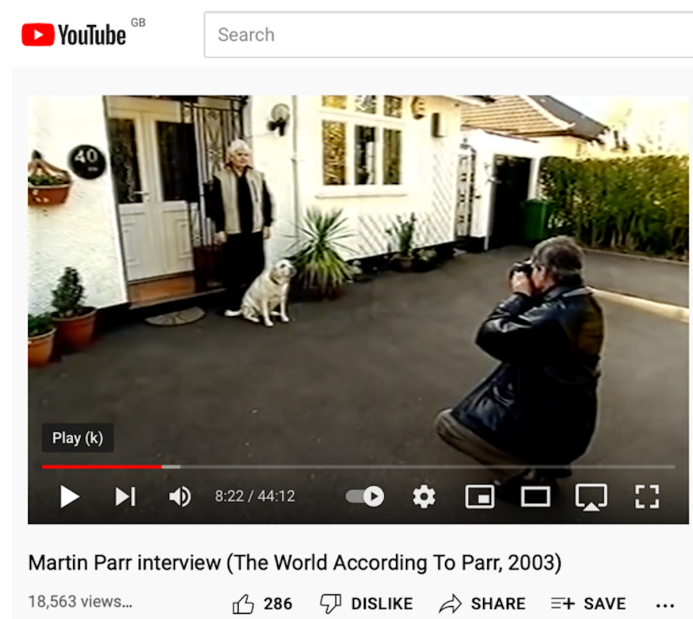 YouTube GB
Search
40
Play (k)
8:22 / 44:12
Martin Parr interview (The World According To Parr, 2003)
18,563 views...
286 DISLIKE SHARE SAVE ...